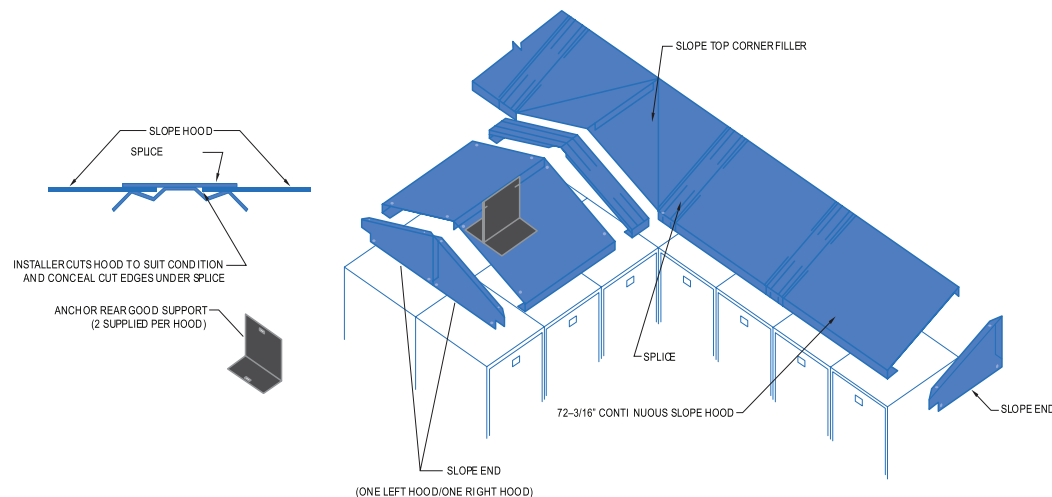 SLOPE TOP CORNER FILLER
SLOPE HOOD
SPLICE
INSTALLER CUTS HOOD TO SUIT CONDITION
AND CONCEAL CUT EDGES UNDER SPLICE
ANCHOR REAR GOOD SUPPORT
(2 SUPPLIED PER HOOD)
SPLICE
72–3/16" CONTINUOUS SLOPE HOOD
SLOPE END
SLOPE END
(ONE LEFT HOOD/ONE RIGHT HOOD)